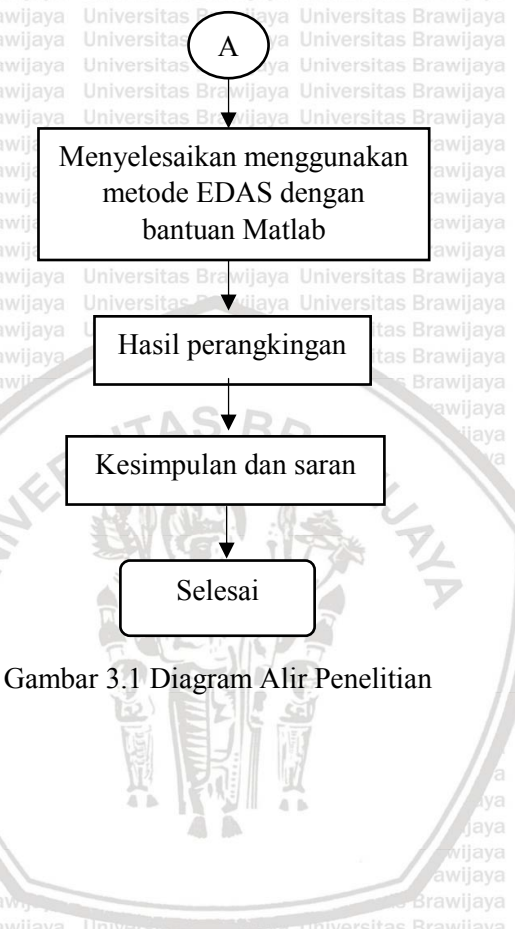 A
Menyelesaikan menggunakan
metode EDAS dengan
bantuan Matlab
Hasil perangkingan
Kesimpulan dan saran
Selesai
Gambar 3.1 Diagram Alir Penelitian